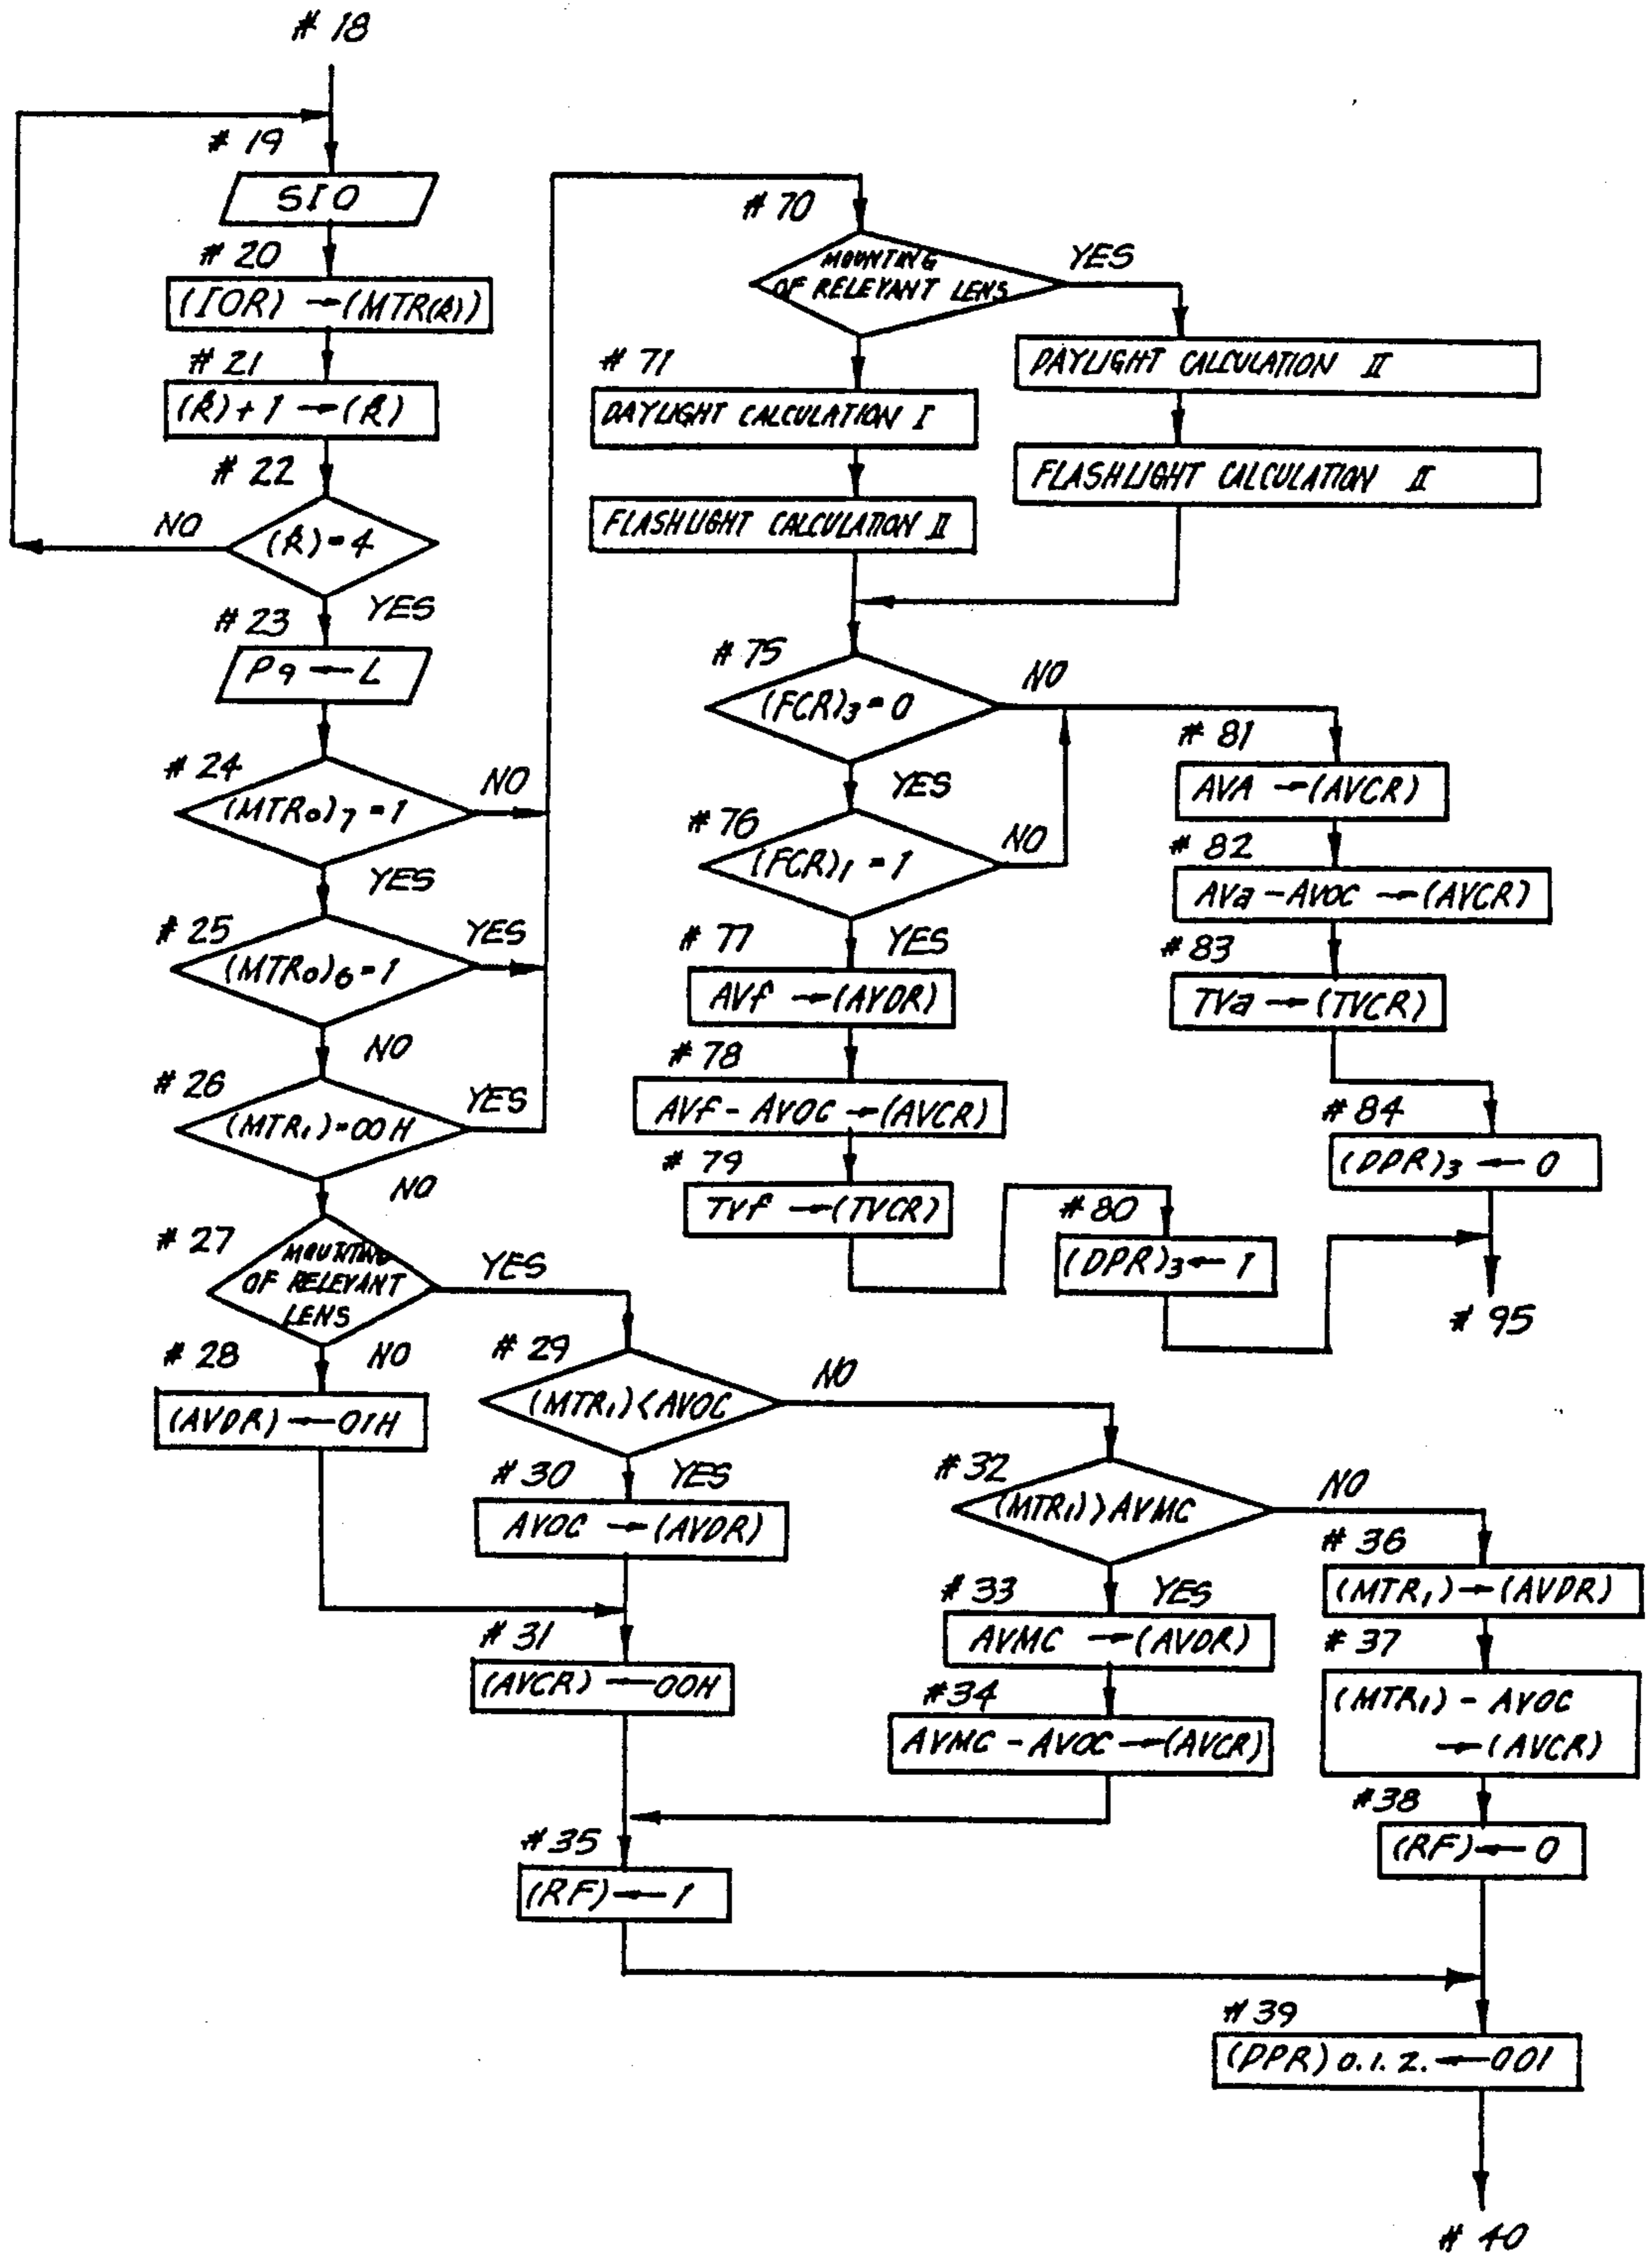 # 18
# 19
SIO
# 20
(IOR) → (MTR(k))
# 21
(k) + 1 → (k)
# 22
(k) = 4
NO
YES
# 23
P9 ← L
# 24
(MTR0)7 = 1
NO
YES
# 25
(MTR0)6 = 1
YES
NO
# 26
(MTR1) = 00H
YES
NO
# 27
MOUNTING
OF RELEVANT
LENS
YES
NO
# 28
(AVDR) ← 01H
# 29
(MTR1) < AVOC
NO
YES
# 30
AVOC → (AVDR)
# 31
(AVCR) ← 00H
# 32
(MTR1) > AVMC
NO
YES
# 33
AVMC → (AVDR)
# 34
AVMC - AVOC → (AVCR)
# 35
(RF) ← 1
# 36
(MTR1) → (AVDR)
# 37
(MTR1) - AVOC
→ (AVCR)
# 38
(RF) ← 0
# 39
(DPR) 0.1.2. ← 001
# 40
# 70
MOUNTING
OF RELEVANT LENS
YES
# 71
DAYLIGHT CALCULATION I
FLASHLIGHT CALCULATION II
DAYLIGHT CALCULATION II
FLASHLIGHT CALCULATION II
# 75
(FCR)3 = 0
NO
YES
# 76
(FCR)1 = 1
NO
YES
# 77
AVf → (AVDR)
# 78
AVf - AVOC → (AVCR)
# 79
TVf → (TVCR)
# 80
(DPR)3 ← 1
# 81
AVA → (AVCR)
# 82
AVa - AVOC → (AVCR)
# 83
TVa → (TVCR)
# 84
(DPR)3 ← 0
# 95